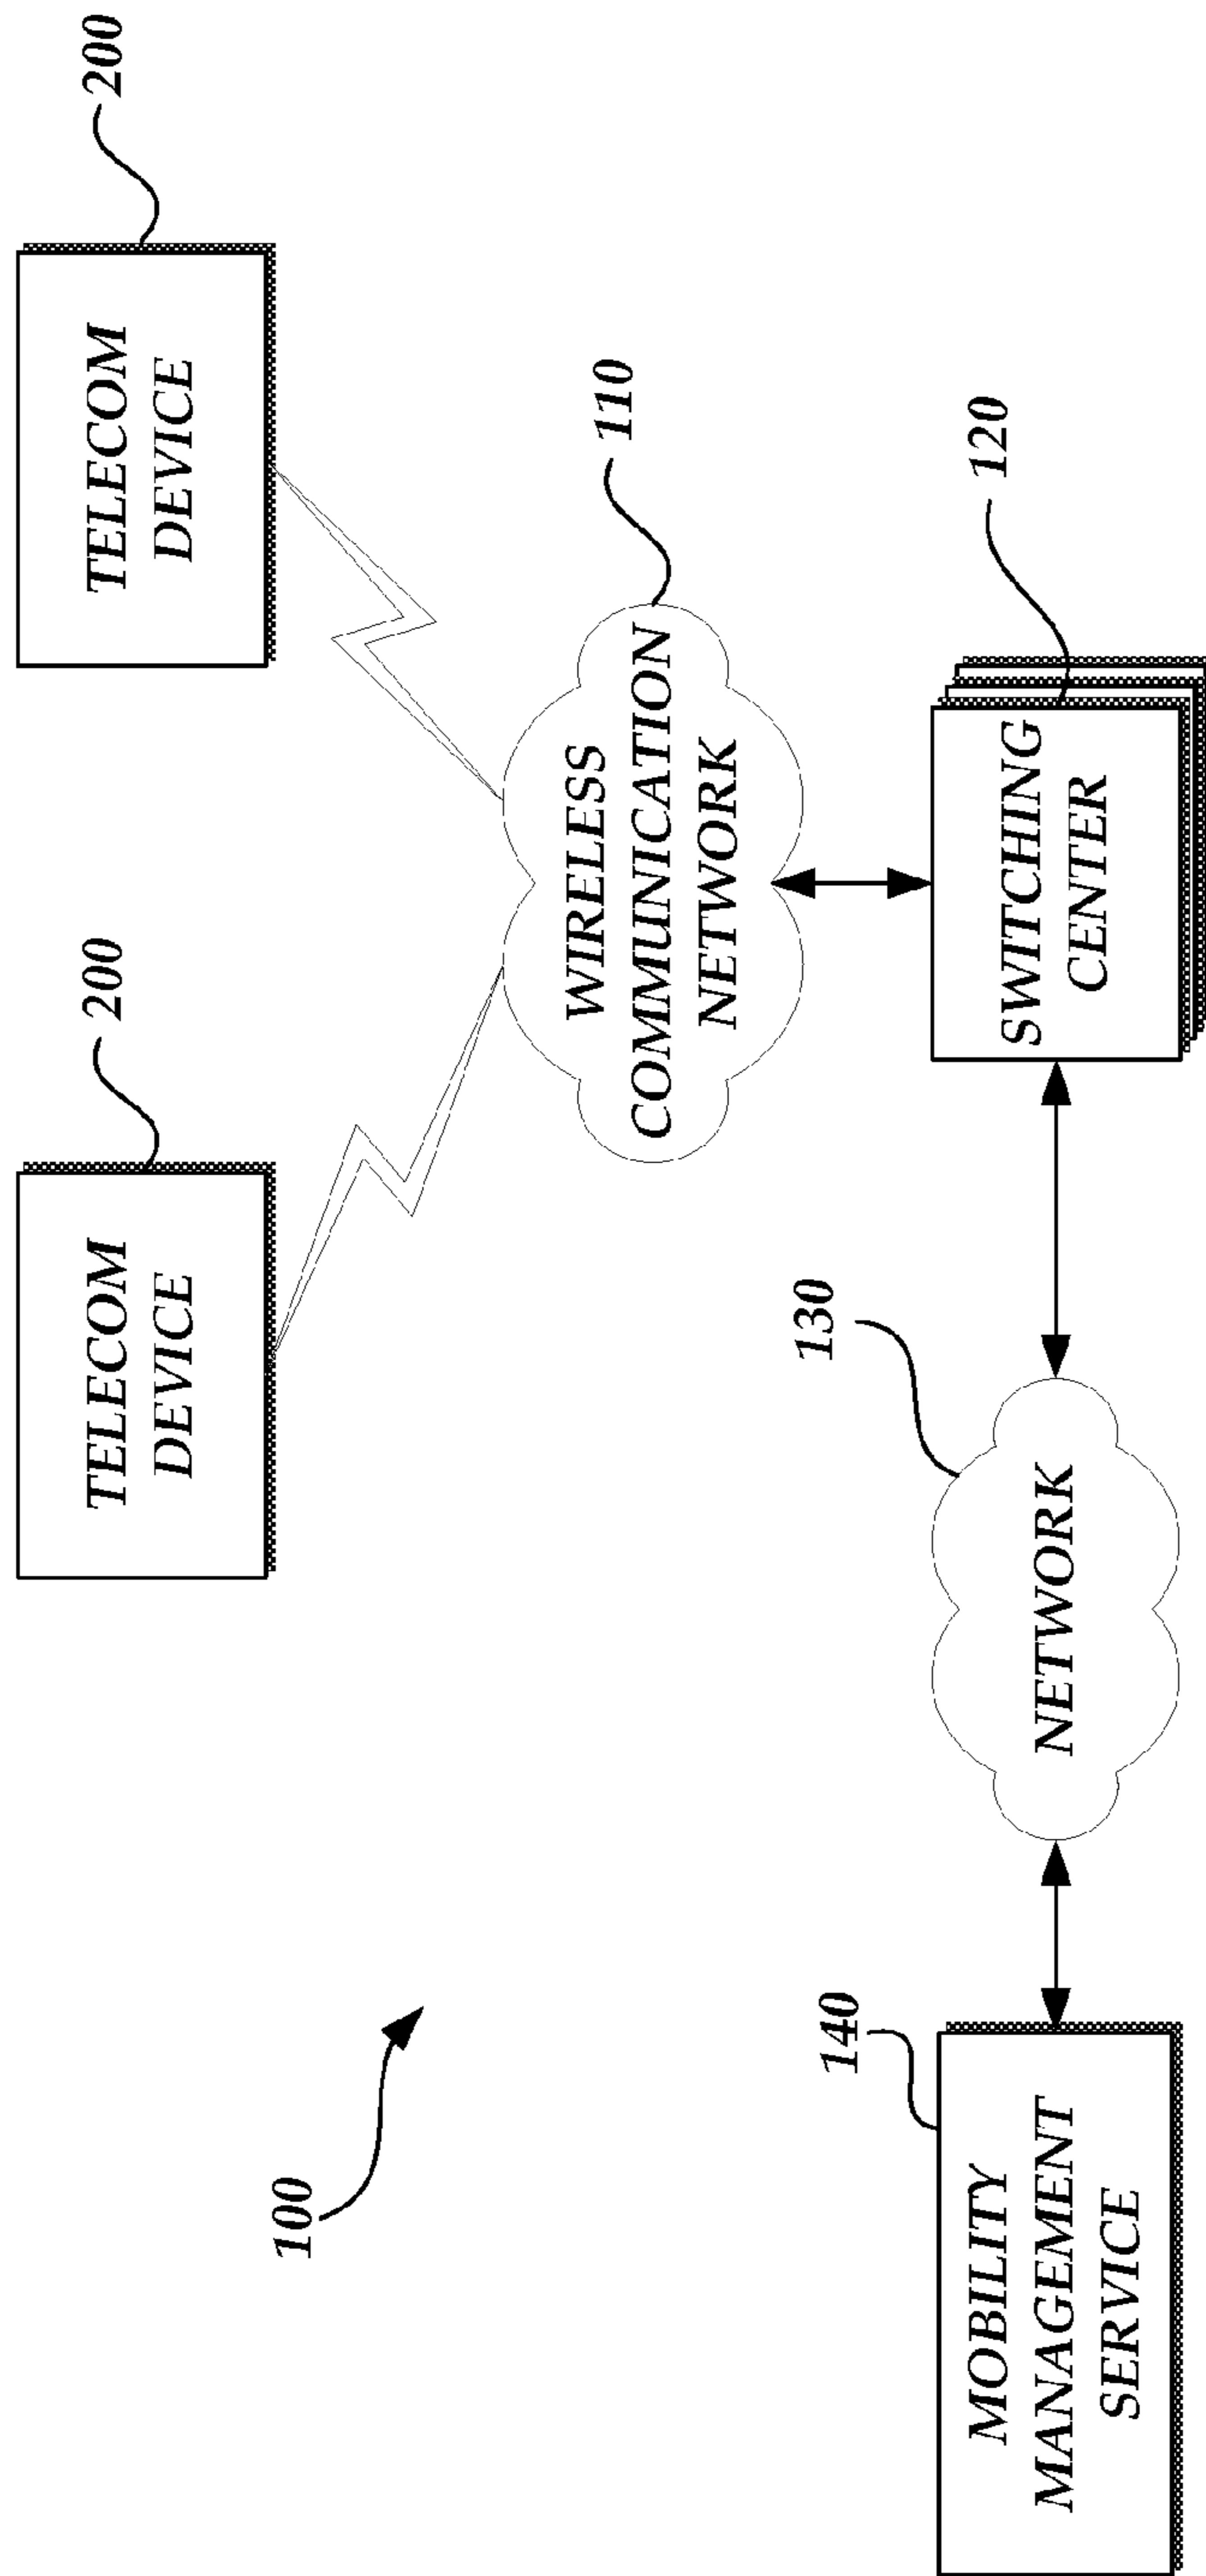 TELECOM
DEVICE
200
TELECOM
DEVICE
200
WIRELESS
COMMUNICATION
NETWORK
110
100
MOBILITY
MANAGEMENT
SERVICE
140
NETWORK
130
SWITCHING
CENTER
120